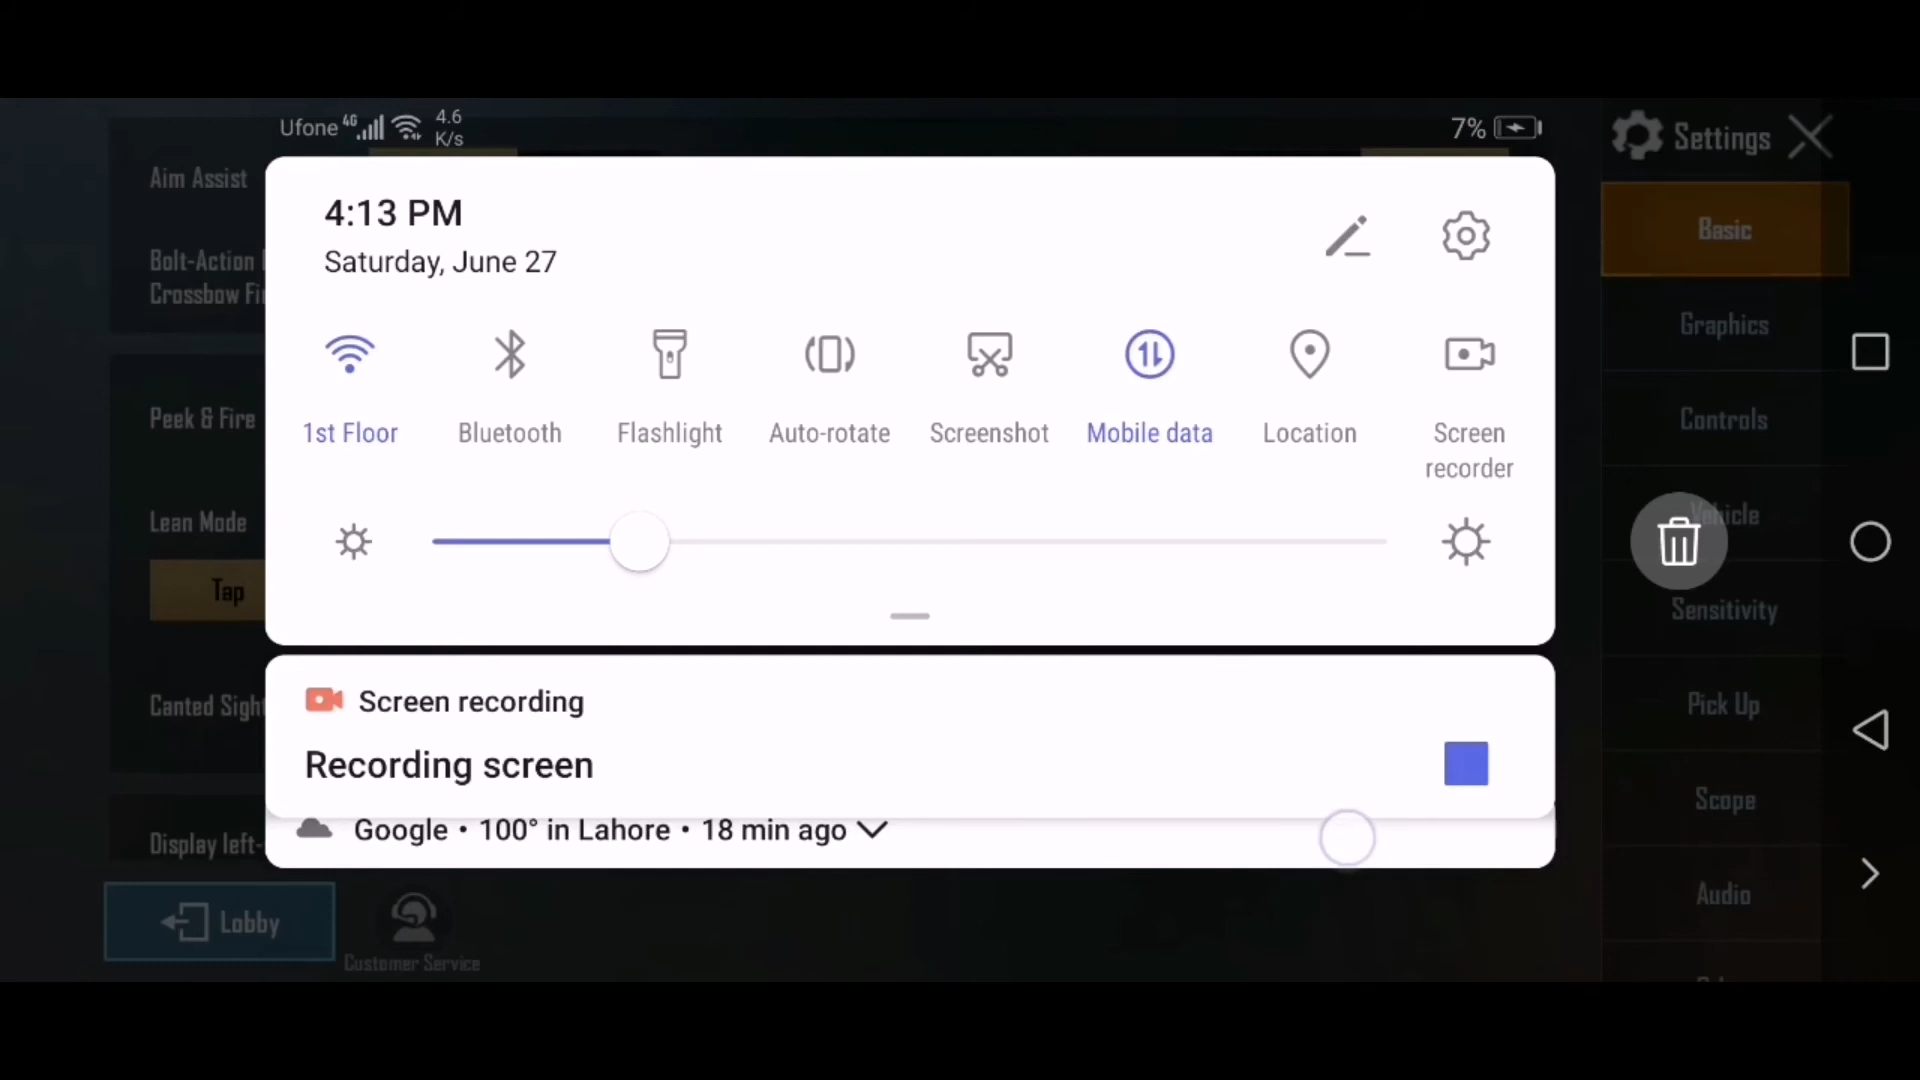 Ufone 4G 4.6
K/s
7%
Settings
Aim Assist
4:13 PM
Saturday, June 27
Basic
Bolt-Action
Crossbow
Graphics
1st Floor Bluetooth Flashlight Auto-rotate Screenshot Mobile data Location Screen
recorder
Controls
Peek & Fire
Vehicle
Lean Mode
Tap
Sensitivity
Canted Sight
Screen recording
Pick Up
Recording screen
Scope
Display left-
Google • 100° in Lahore • 18 min ago
Audio
Lobby
Customer Service